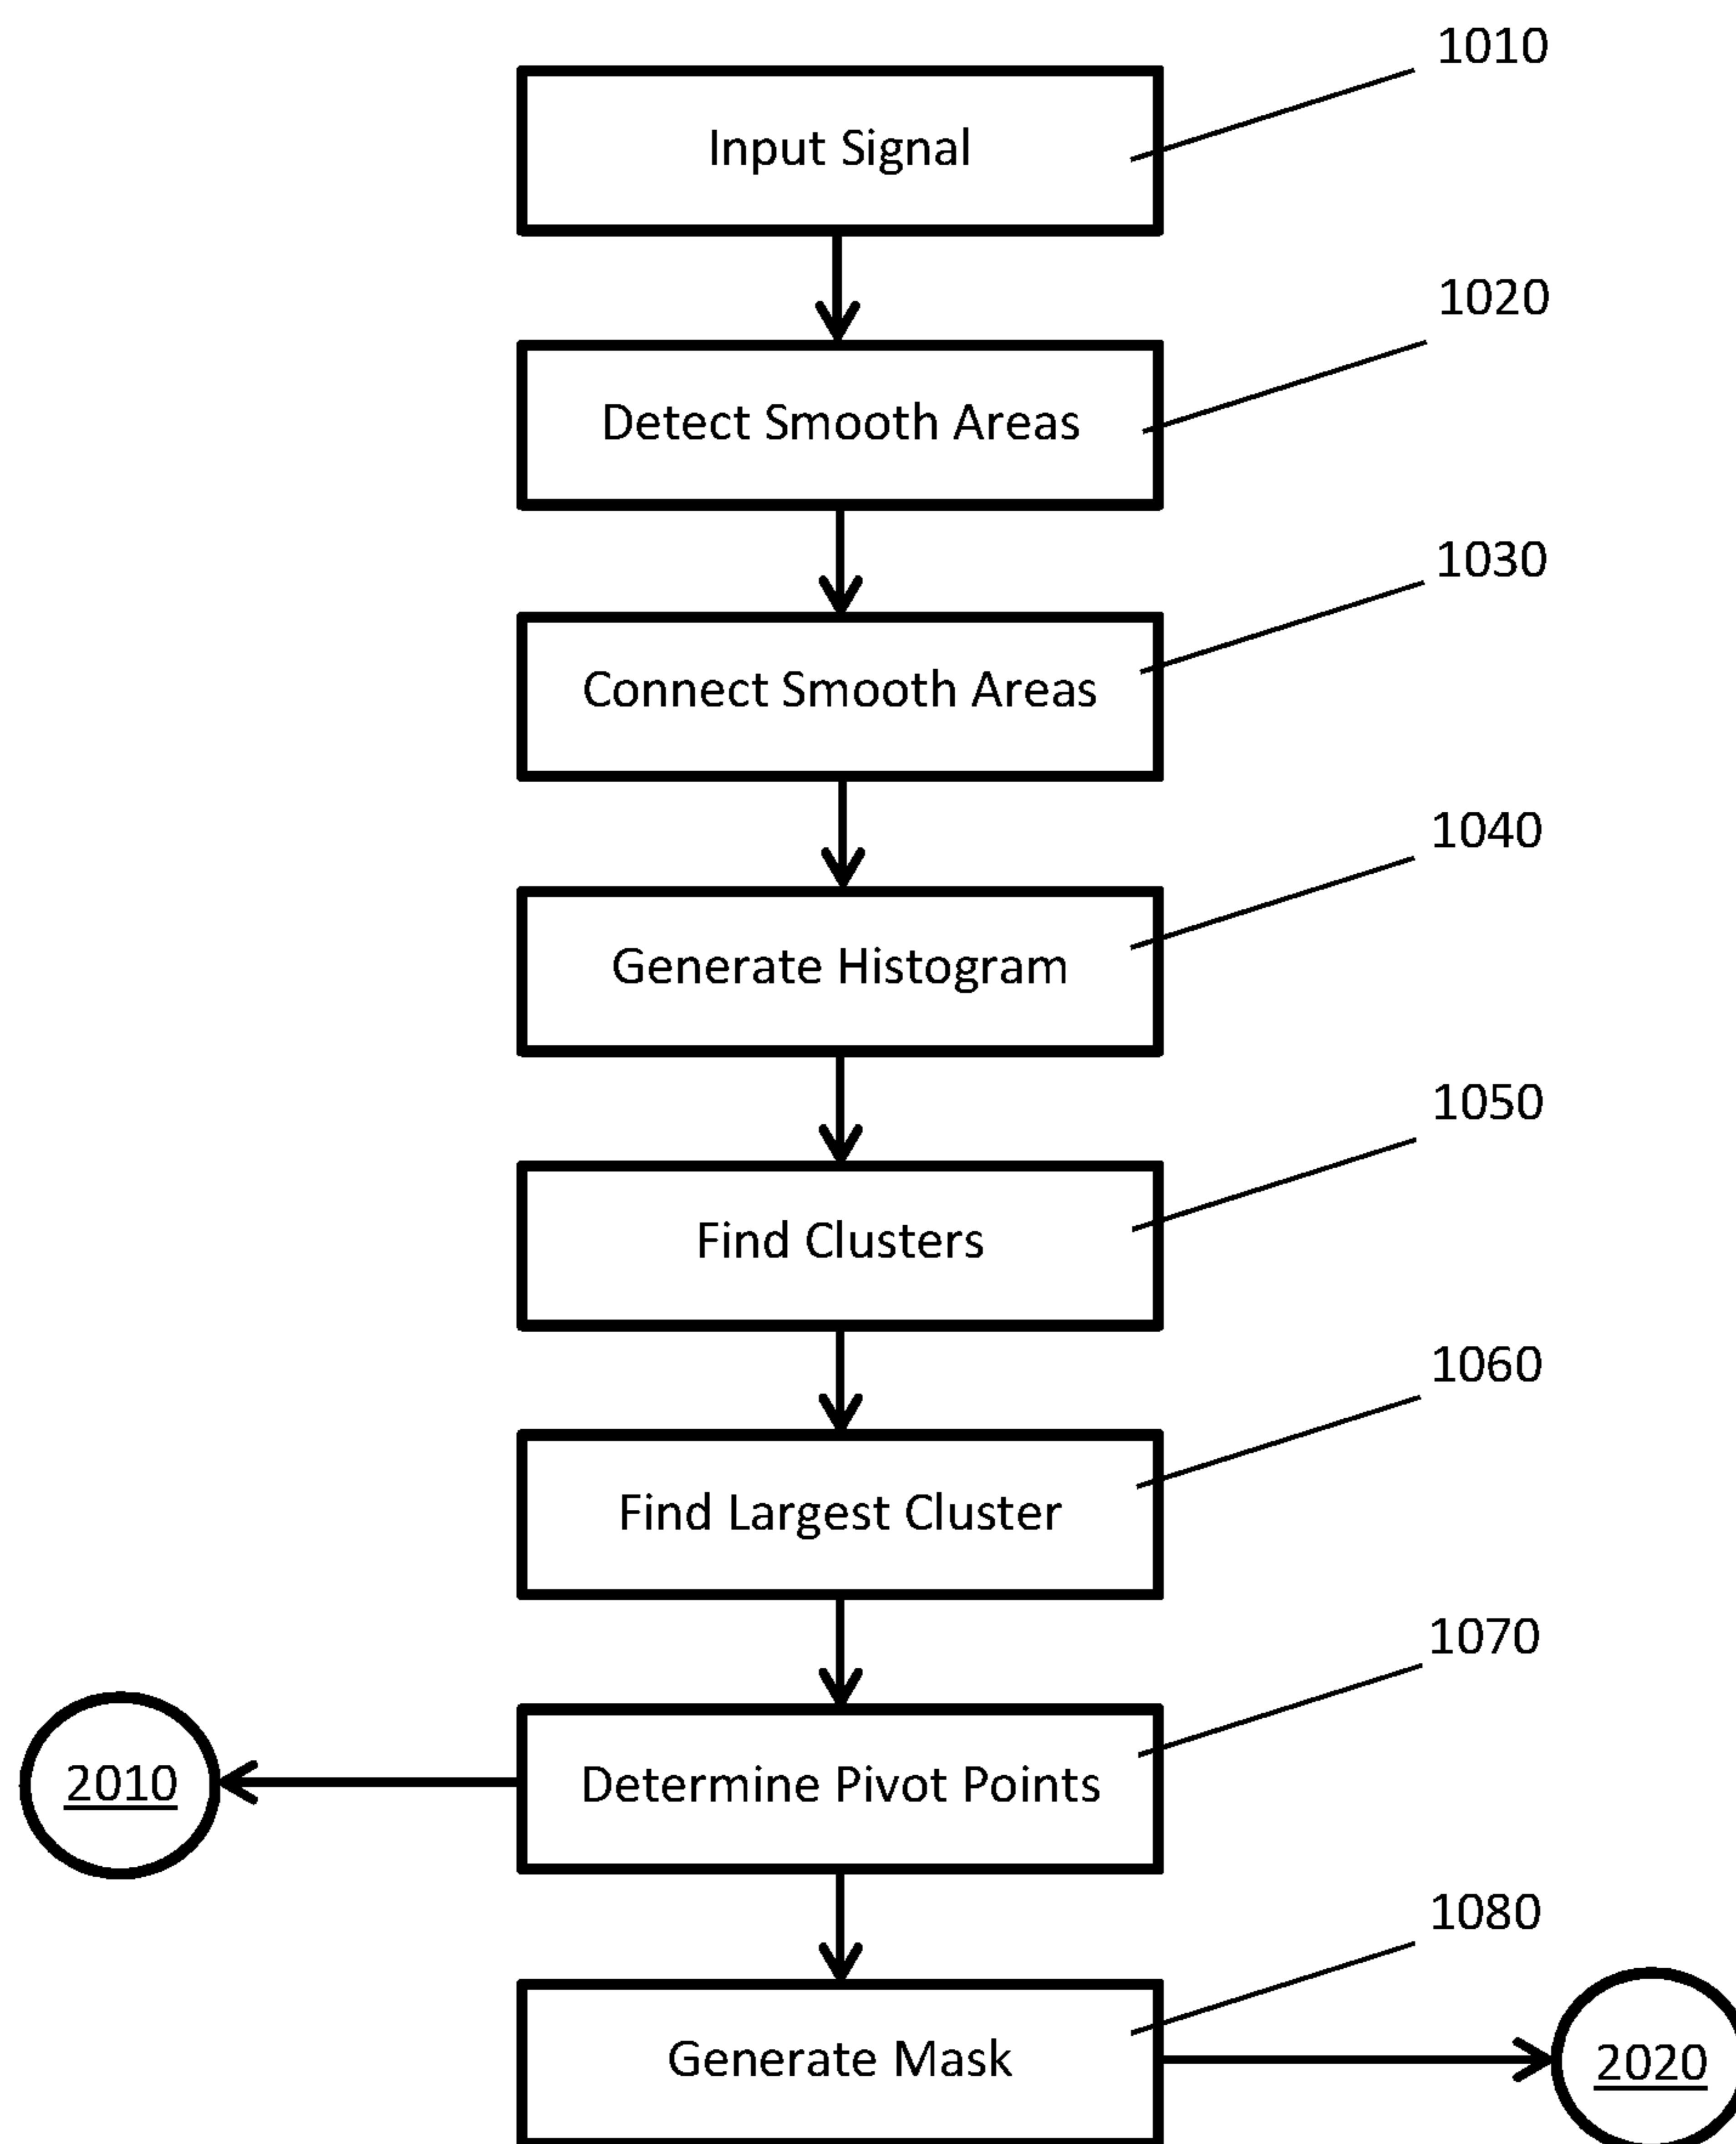 1010
Input Signal
1020
Detect Smooth Areas
1030
Connect Smooth Areas
1040
Generate Histogram
1050
Find Clusters
1060
Find Largest Cluster
1070
2010
Determine Pivot Points
1080
Generate Mask
2020